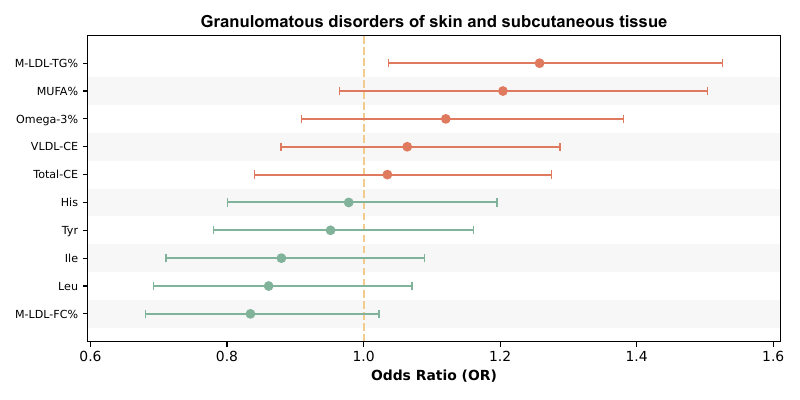 Granulomatous disorders of skin and subcutaneous tissue
M-LDL-TG%
MUFA%
Omega-3%
VLDL-CE
Total-CE
His
Tyr
Ile
Leu
M-LDL-FC%
0.6 0.8 1.0 1.2 1.4 1.6
Odds Ratio (OR)